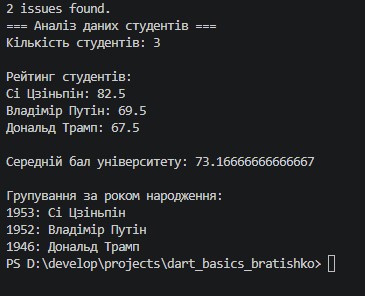 2 issues found.
=== Аналіз даних студентів ===
Кількість студентів: 3
Рейтинг студентів:
Сі Цзіньпін: 82.5
Владімір Путін: 69.5
Дональд Трамп: 67.5
Середній бал університету: 73.16666666666667
Групування за роком народження:
1953: Сі Цзіньпін
1952: Владімір Путін
1946: Дональд Трамп
PS D:\develop\projects\dart_basics_bratishko>